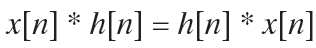 x[n] * h[n] = h[n] * x[n]